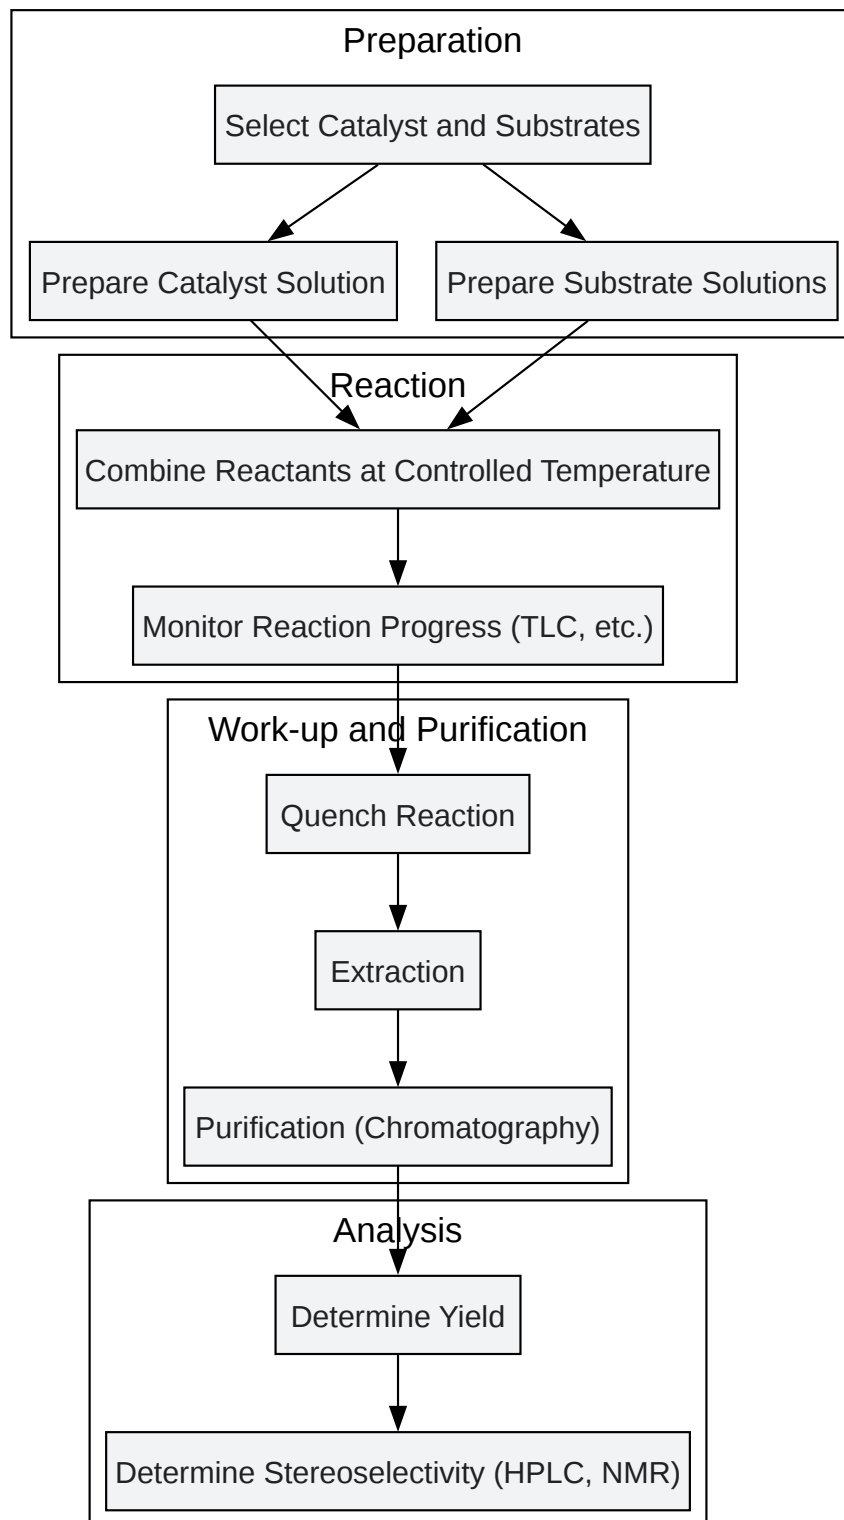 Preparation
Select Catalyst and Substrates
Prepare Catalyst Solution
Prepare Substrate Solutions
Reaction
Combine Reactants at Controlled Temperature
Monitor Reaction Progress (TLC, etc.)
Work-up and Purification
Quench Reaction
Extraction
Purification (Chromatography)
Analysis
Determine Yield
Determine Stereoselectivity (HPLC, NMR)